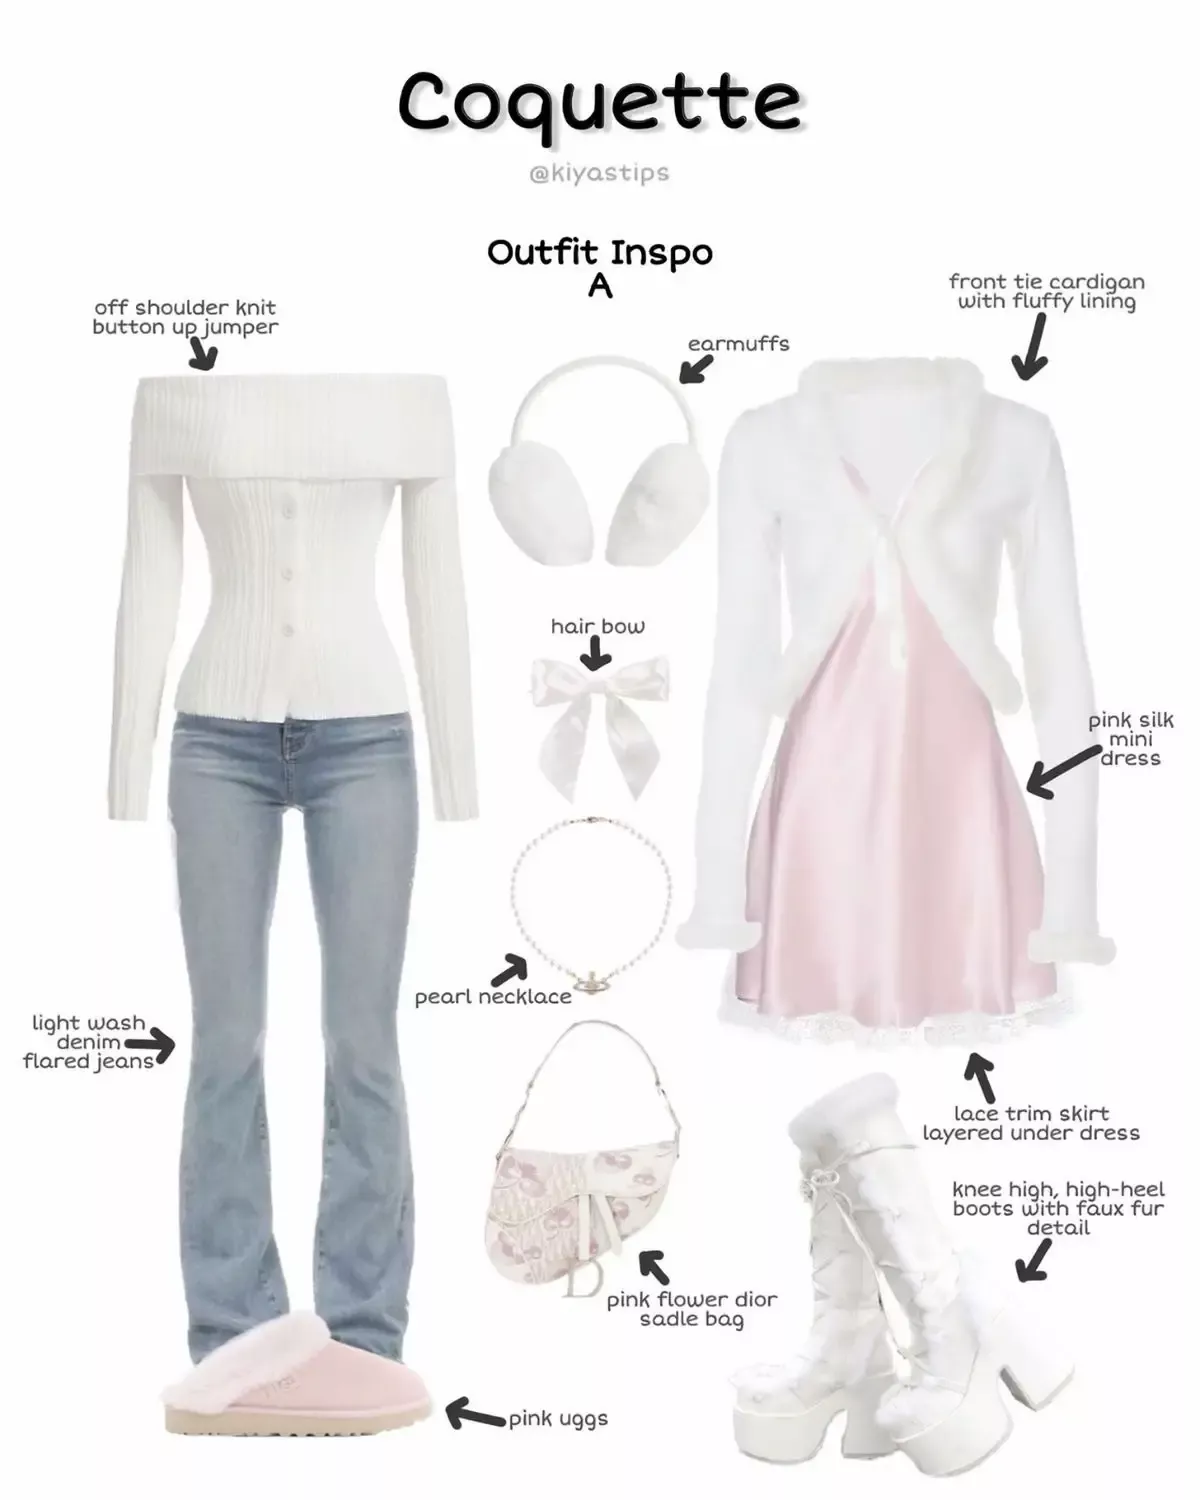 Coquette
@kiyastips
Outfit Inspo
A
off shoulder knit
button up jumper
earmuffs
front tie cardigan
with fluffy lining
hair bow
pink silk
mini
dress
pearl necklace
light wash
denim
flared jeans
lace trim skirt
layered under dress
knee high, high-heel
boots with faux fur
detail
D
pink flower dior
sadle bag
pink uggs